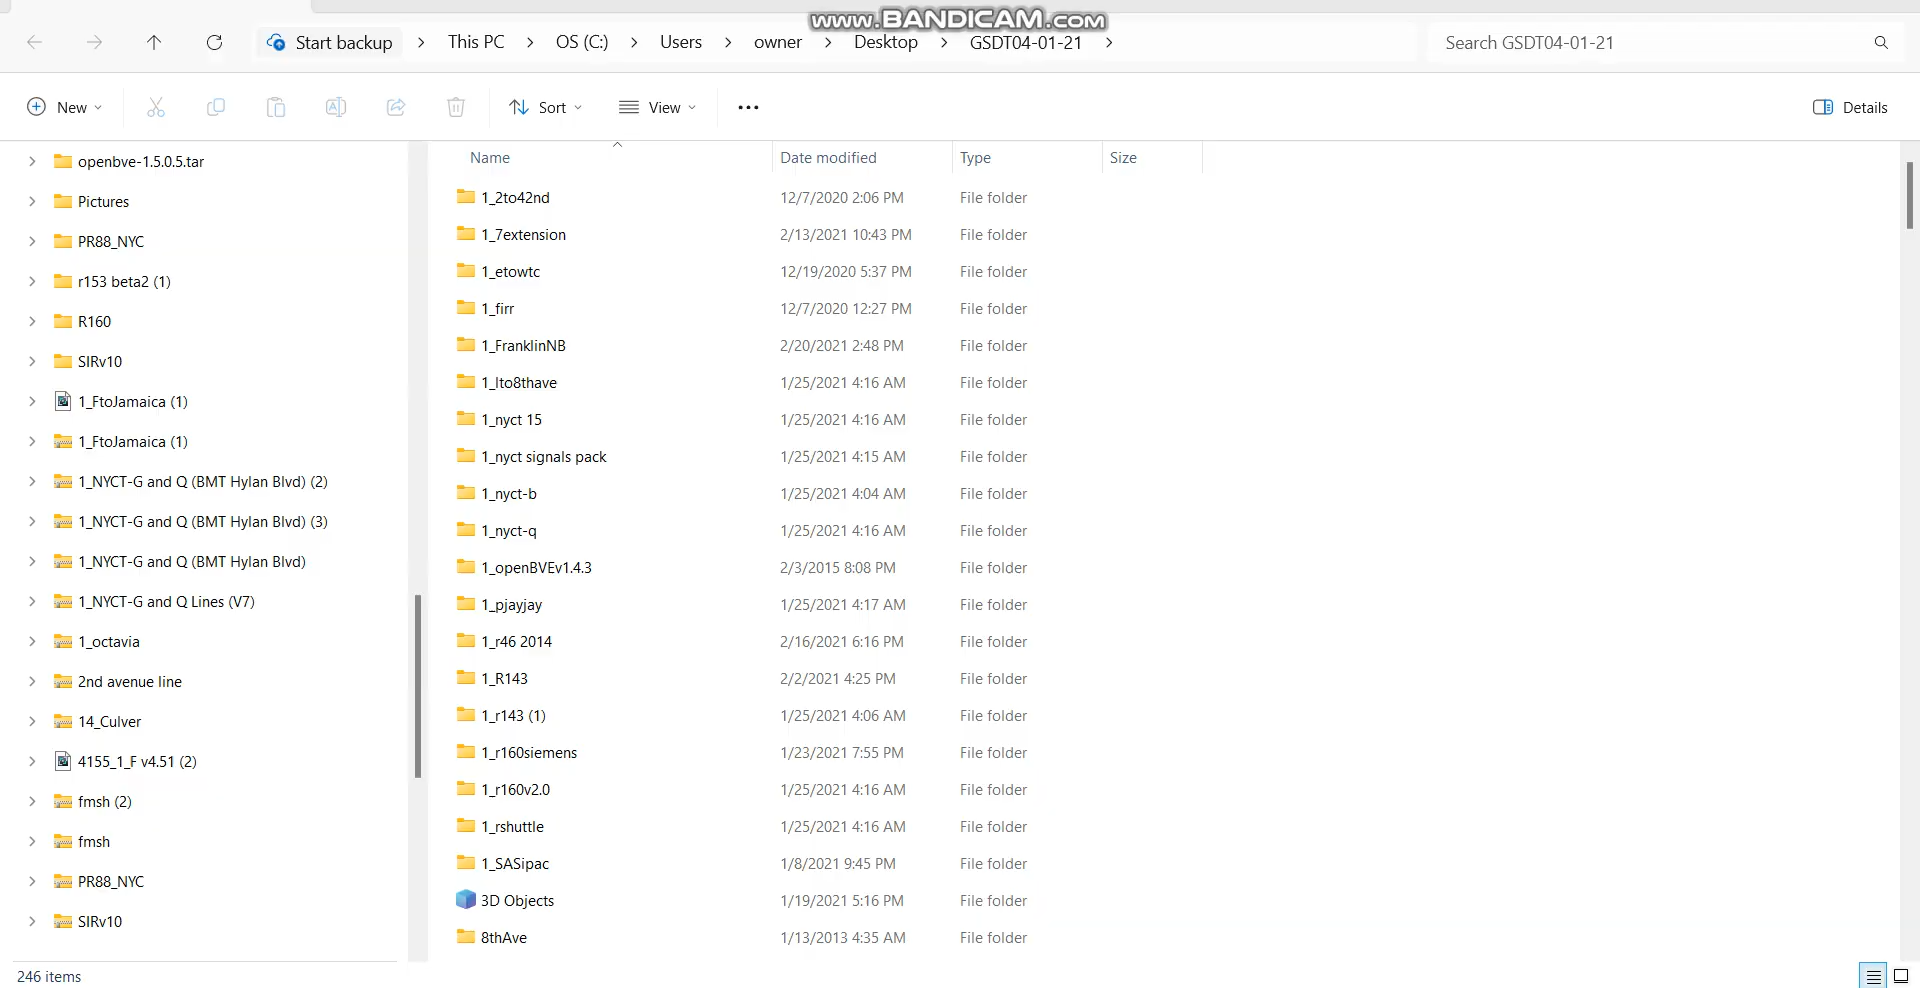 www.BANDICAM.com
Start backup > This PC > OS (C:) > Users > owner > Desktop > GSDT04-01-21 >
Search GSDT04-01-21
New
Sort
View
Details
openbve-1.5.0.5.tar
Pictures
PR88_NYC
r153 beta2 (1)
R160
SIRv10
1_FtoJamaica (1)
1_FtoJamaica (1)
1_NYCT-G and Q (BMT Hylan Blvd) (2)
1_NYCT-G and Q (BMT Hylan Blvd) (3)
1_NYCT-G and Q (BMT Hylan Blvd)
1_NYCT-G and Q Lines (V7)
1_octavia
2nd avenue line
14_Culver
4155_1_F v4.51 (2)
fmsh (2)
fmsh
PR88_NYC
SIRv10
Name Date modified Type Size
1_2to42nd 12/7/2020 2:06 PM File folder
1_7extension 2/13/2021 10:43 PM File folder
1_etowtc 12/19/2020 5:37 PM File folder
1_firr 12/7/2020 12:27 PM File folder
1_FranklinNB 2/20/2021 2:48 PM File folder
1_lto8thave 1/25/2021 4:16 AM File folder
1_nyct 15 1/25/2021 4:16 AM File folder
1_nyct signals pack 1/25/2021 4:15 AM File folder
1_nyct-b 1/25/2021 4:04 AM File folder
1_nyct-q 1/25/2021 4:16 AM File folder
1_openBVEv1.4.3 2/3/2015 8:08 PM File folder
1_pjayjay 1/25/2021 4:17 AM File folder
1_r46 2014 2/16/2021 6:16 PM File folder
1_R143 2/2/2021 4:25 PM File folder
1_r143 (1) 1/25/2021 4:06 AM File folder
1_r160siemens 1/23/2021 7:55 PM File folder
1_r160v2.0 1/25/2021 4:16 AM File folder
1_rshuttle 1/25/2021 4:16 AM File folder
1_SASipac 1/8/2021 9:45 PM File folder
3D Objects 1/19/2021 5:16 PM File folder
8thAve 1/13/2013 4:35 AM File folder
246 items